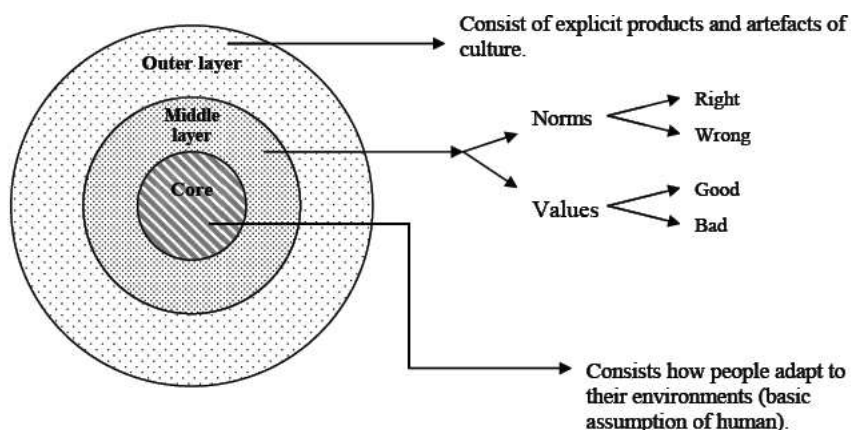 Consist of explicit products and artefacts of
culture.
Outer layer
Middle
layer
Core
Norms
Right
Wrong
Values
Good
Bad
Consists how people adapt to
their environments (basic
assumption of human).